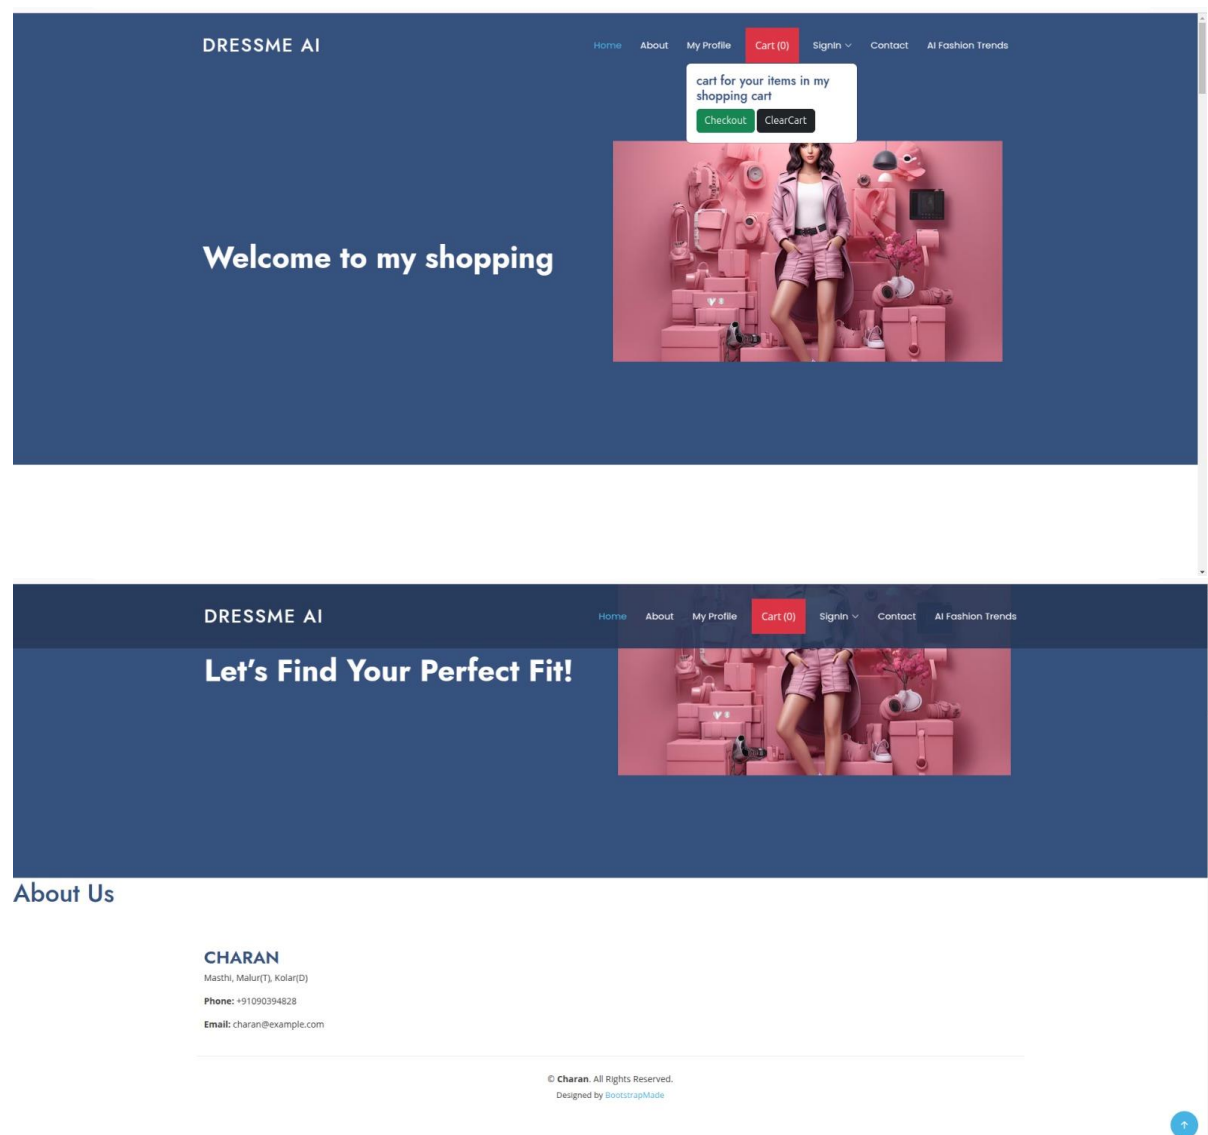 DRESSME AI
Home About My Profile Cart (0) SignIn Contact AI Fashion Trends
cart for your items in my
shopping cart
Checkout ClearCart
Welcome to my shopping
DRESSME AI
Home About My Profile Cart (0) SignIn Contact AI Fashion Trends
Let's Find Your Perfect Fit!
About Us
CHARAN
Masthi, Malur(T), Kolar(D)
Phone: +91090394828
Email: charan@example.com
© Charan. All Rights Reserved.
Designed by BootstrapMade